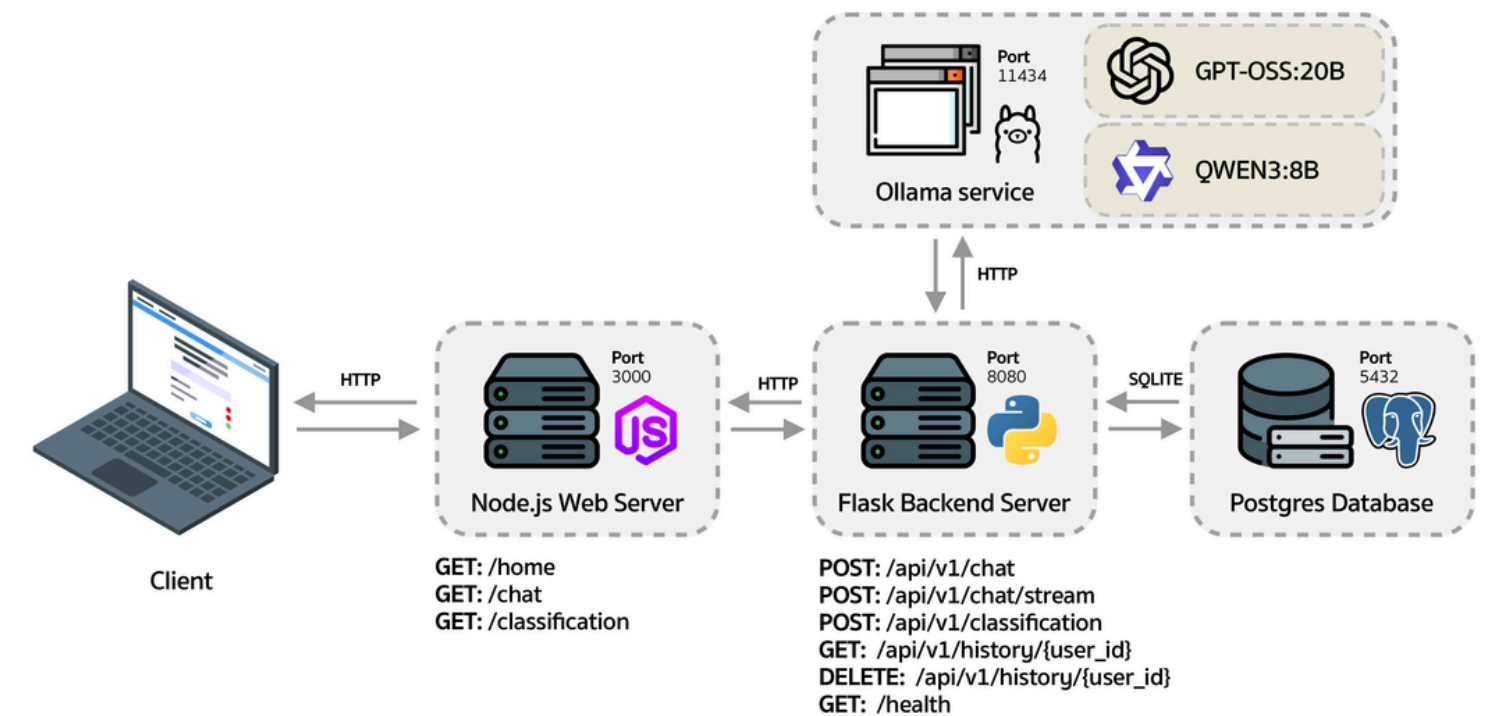 Port
11434
Ollama service
GPT-OSS:20B
QWEN3:8B
HTTP
HTTP
Port
3000
JS
Node.js Web Server
HTTP
Port
8080
Flask Backend Server
SQLITE
Port
5432
Postgres Database
Client
GET: /home
GET: /chat
GET: /classification
POST: /api/v1/chat
POST: /api/v1/chat/stream
POST: /api/v1/classification
GET: /api/v1/history/{user_id}
DELETE: /api/v1/history/{user_id}
GET: /health